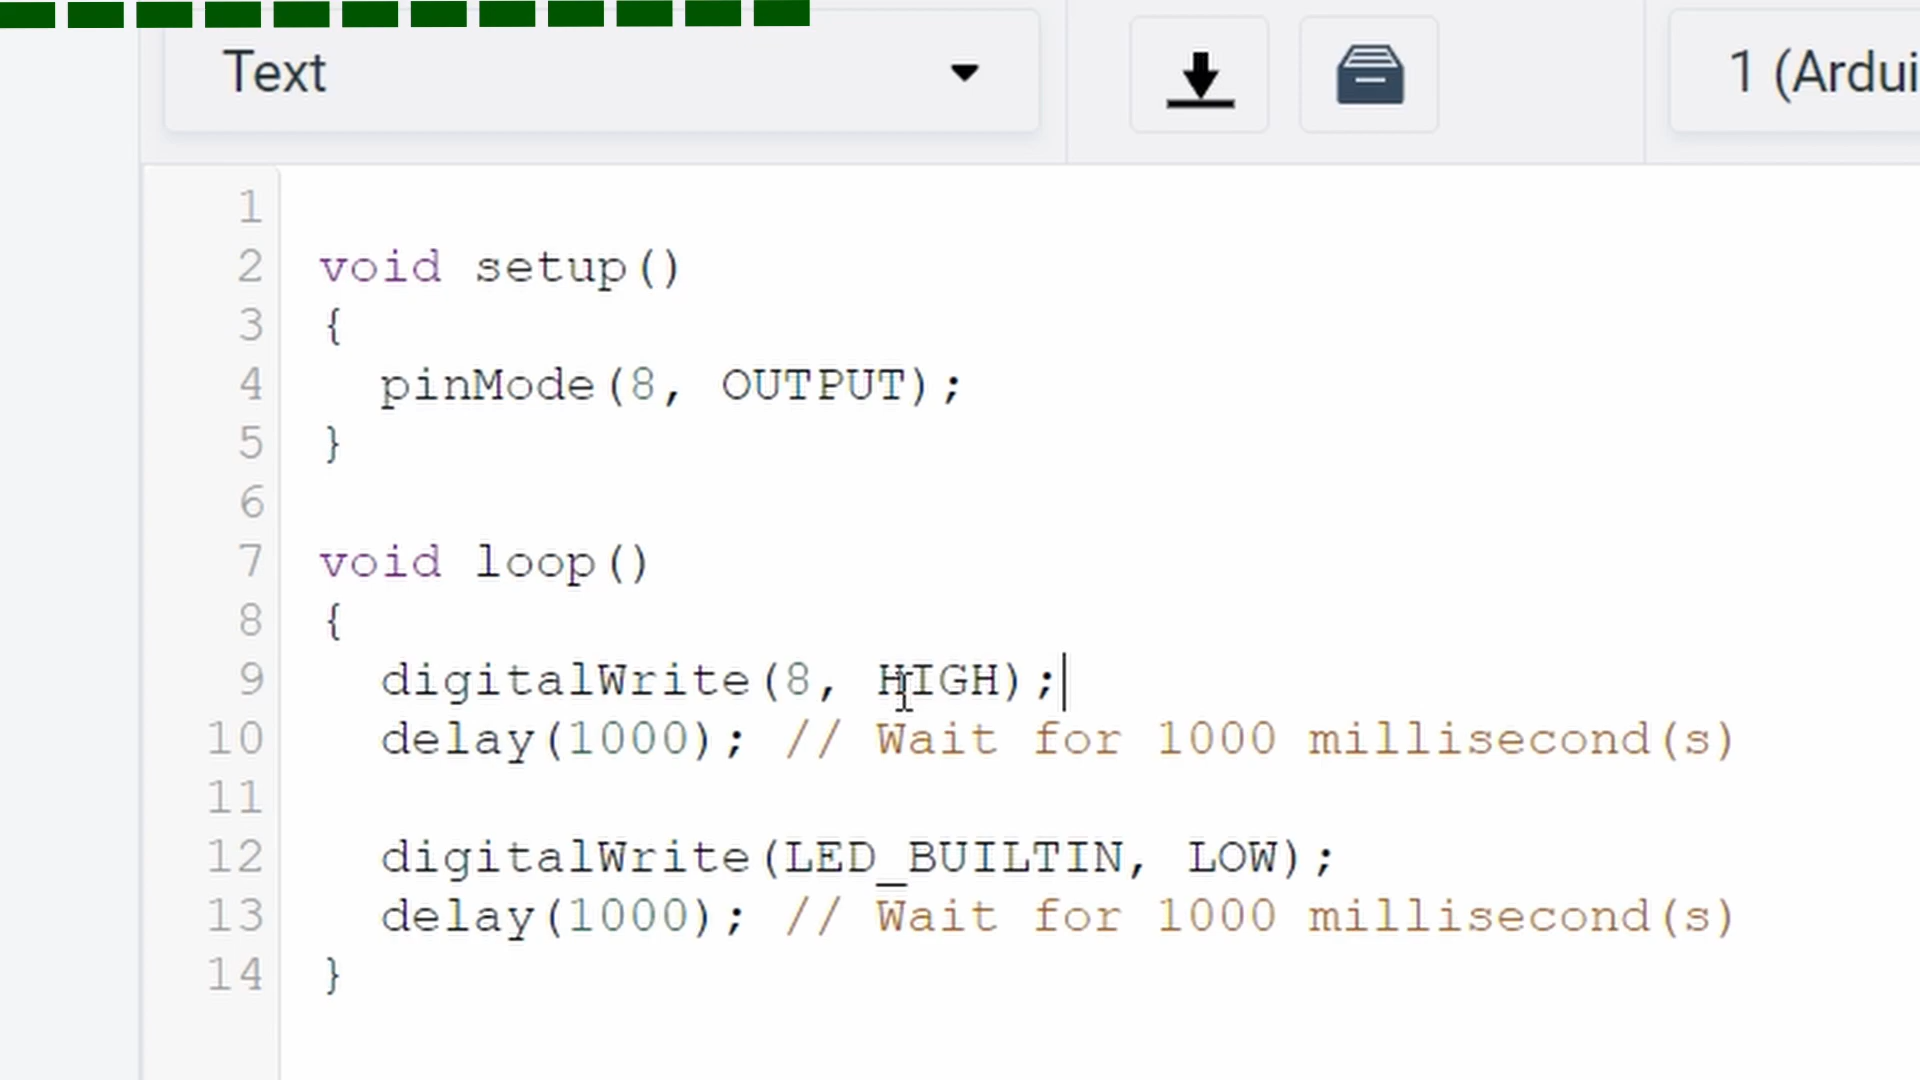 Text
1 (Ardui
1
2 void setup()
3 {
4 pinMode(8, OUTPUT);
5 }
6
7 void loop()
8 {
9 digitalWrite(8, HIGH);
10 delay(1000); // Wait for 1000 millisecond(s)
11
12 digitalWrite(LED_BUILTIN, LOW);
13 delay(1000); // Wait for 1000 millisecond(s)
14 }